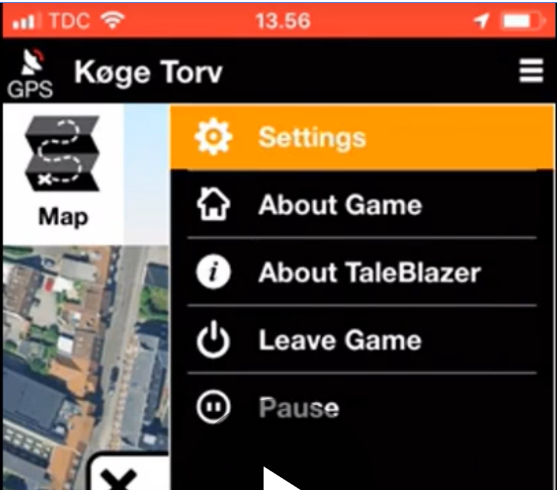 TDC
13.56
GPS
Køge Torv
Map
Settings
About Game
About TaleBlazer
Leave Game
Pause